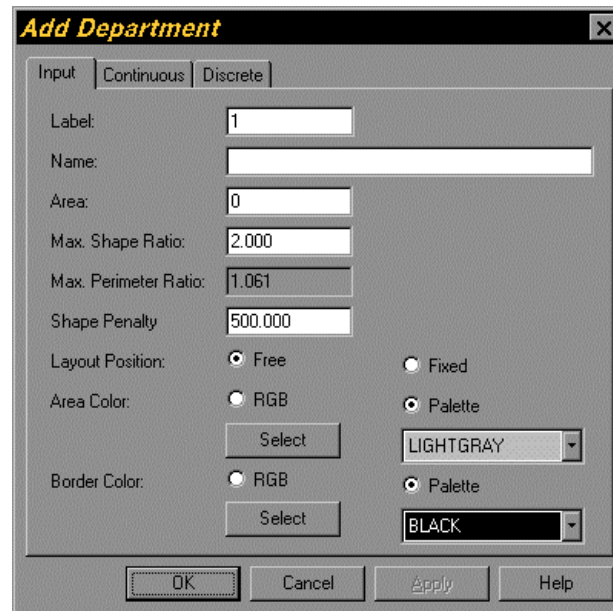 Add Department
Input Continuous Discrete
Label: 1
Name:
Area: 0
Max. Shape Ratio: 2.000
Max. Perimeter Ratio: 1.061
Shape Penalty 500.000
Layout Position: Free Fixed
Area Color: RGB Palette
Select LIGHTGRAY
Border Color: RGB Palette
Select BLACK
OK Cancel Apply Help